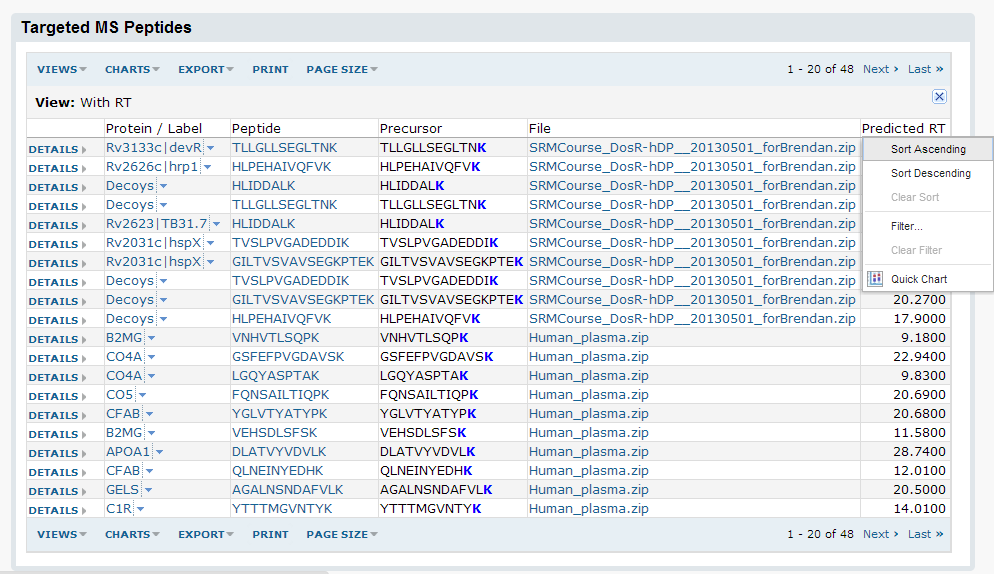 Targeted MS Peptides
VIEWS CHARTS EXPORT PRINT PAGE SIZE 1 - 20 of 48 Next › Last »
View: With RT
Protein / Label Peptide Precursor File Predicted RT
DETAILS Rv3133c|devR TLLGLLSEGLTNK TLLGLLSEGLTNK SRMCourse_DosR-hDP__20130501_forBrendan.zip Sort Ascending
DETAILS Rv2626c|hrp1 HLPEHAIVQFVK HLPEHAIVQFVK SRMCourse_DosR-hDP__20130501_forBrendan.zip Sort Descending
DETAILS Decoys HLIDDALK HLIDDALK SRMCourse_DosR-hDP__20130501_forBrendan.zip Clear Sort
DETAILS Decoys TLLGLLSEGLTNK TLLGLLSEGLTNK SRMCourse_DosR-hDP__20130501_forBrendan.zip
DETAILS Rv2623|TB31.7 HLIDDALK HLIDDALK SRMCourse_DosR-hDP__20130501_forBrendan.zip Filter...
DETAILS Rv2031c|hspX TVSLPVGADEDDIK TVSLPVGADEDDIK SRMCourse_DosR-hDP__20130501_forBrendan.zip Clear Filter
DETAILS Rv2031c|hspX GILTVSVAVSEGKPTEK GILTVSVAVSEGKPTEK SRMCourse_DosR-hDP__20130501_forBrendan.zip
DETAILS Decoys TVSLPVGADEDDIK TVSLPVGADEDDIK SRMCourse_DosR-hDP__20130501_forBrendan.zip Quick Chart
DETAILS Decoys GILTVSVAVSEGKPTEK GILTVSVAVSEGKPTEK SRMCourse_DosR-hDP__20130501_forBrendan.zip 20.2700
DETAILS Decoys HLPEHAIVQFVK HLPEHAIVQFVK SRMCourse_DosR-hDP__20130501_forBrendan.zip 17.9000
DETAILS B2MG VNHVTLSQPK VNHVTLSQPK Human_plasma.zip 9.1800
DETAILS CO4A GSFEFPVGDAVSK GSFEFPVGDAVSK Human_plasma.zip 22.9400
DETAILS CO4A LGQYASPTAK LGQYASPTAK Human_plasma.zip 9.8300
DETAILS CO5 FQNSAILTIQPK FQNSAILTIQPK Human_plasma.zip 20.6900
DETAILS CFAB YGLVTYATYPK YGLVTYATYPK Human_plasma.zip 20.6800
DETAILS B2MG VEHSDLSFSK VEHSDLSFSK Human_plasma.zip 11.5800
DETAILS APOA1 DLATVYVDVLK DLATVYVDVLK Human_plasma.zip 28.7400
DETAILS CFAB QLNEINYEDHK QLNEINYEDHK Human_plasma.zip 12.0100
DETAILS GELS AGALNSNDAFVLK AGALNSNDAFVLK Human_plasma.zip 20.5000
DETAILS C1R YTTTMGVNTYK YTTTMGVNTYK Human_plasma.zip 14.0100
VIEWS CHARTS EXPORT PRINT PAGE SIZE 1 - 20 of 48 Next › Last »